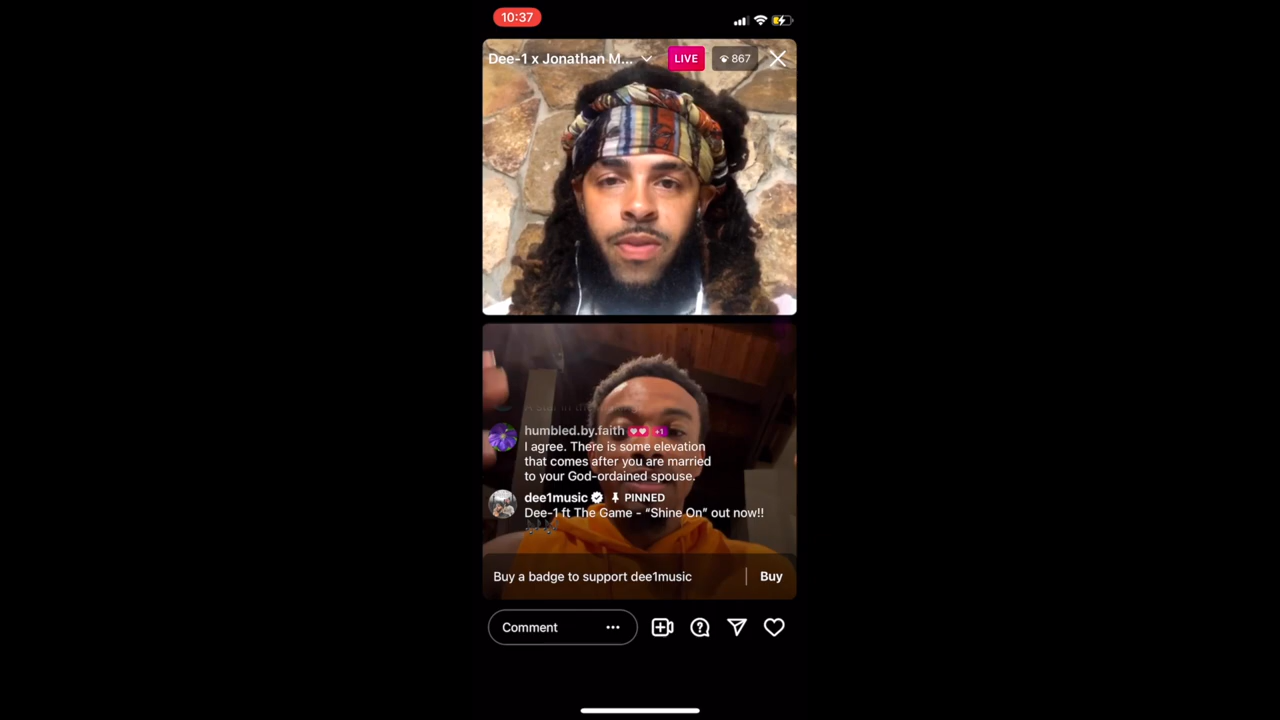 10:37
Dee-1 x Jonathan M...
LIVE
867
humbled.by.faith +1
I agree. There is some elevation
that comes after you are married
to your God-ordained spouse.
dee1music PINNED
Dee-1 ft The Game - “Shine On” out now!!
Buy a badge to support dee1music
Buy
Comment